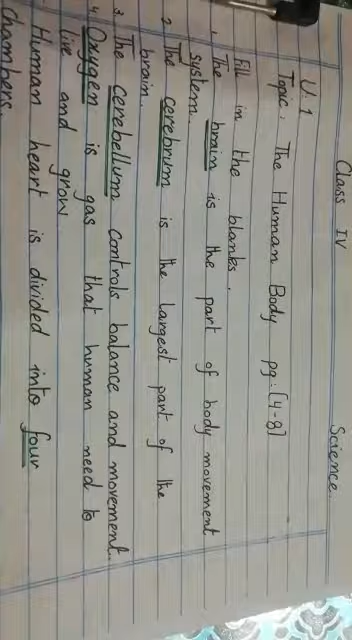 Class IV Science.
U:1
Topic: The Human Body pg:[4-8]
Fill in the blanks.
1. The brain is the part of body movement
system.
2. The cerebrum is the largest part of the
brain.
3. The cerebellum controls balance and movement.
4. Oxygen is gas that human need to
live and grow
Human heart is divided into four
chambers.